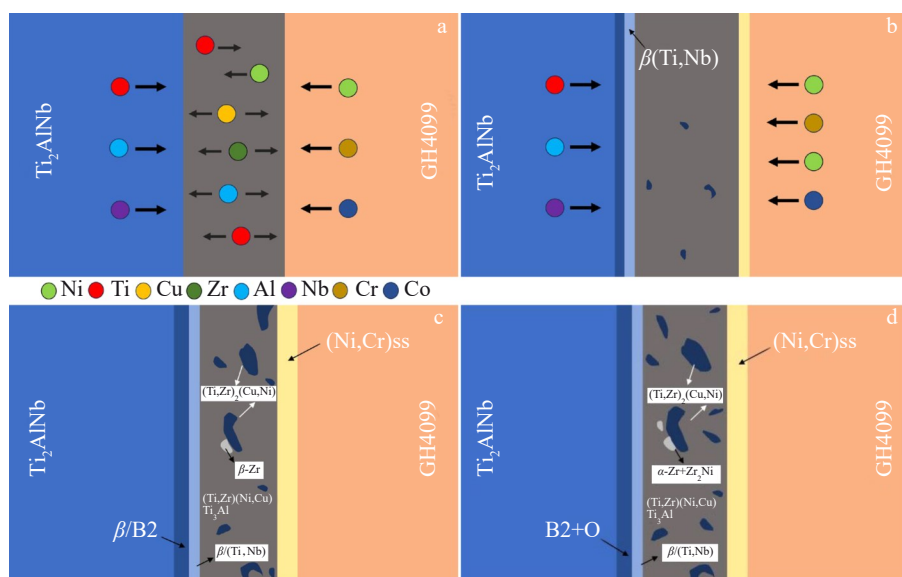 a
Ti₂AlNb
GH4099
b
β(Ti,Nb)
Ti₂AlNb
GH4099
Ni Ti Cu Zr Al Nb Cr Co
c
(Ni,Cr)ss
(Ti,Zr)₂(Cu,Ni)
β-Zr
(Ti,Zr)(Ni,Cu)
Ti₃Al
β/B2
β/(Ti,Nb)
Ti₂AlNb
GH4099
d
(Ni,Cr)ss
(Ti,Zr)₂(Cu,Ni)
α-Zr+Zr₂Ni
(Ti,Zr)(Ni,Cu)
Ti₃Al
B2+O
β/(Ti,Nb)
Ti₂AlNb
GH4099